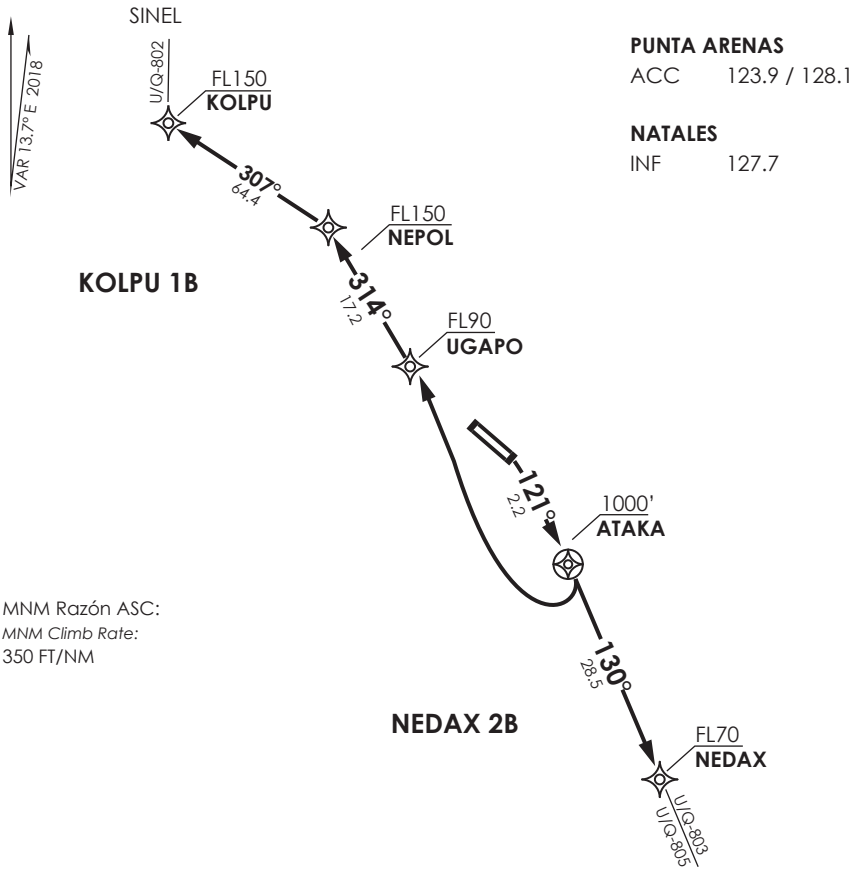 SINEL
U/Q-802
VAR 13.7° E 2018
FL150
KOLPU
PUNTA ARENAS
ACC 123.9 / 128.1
NATALES
INF 127.7
307°
64.4
FL150
NEPOL
KOLPU 1B
314°
17.2
FL90
UGAPO
121°
2.2
1000'
ATAKA
MNM Razón ASC:
MNM Climb Rate:
350 FT/NM
130°
28.5
NEDAX 2B
FL70
NEDAX
U/Q-803
U/Q-805